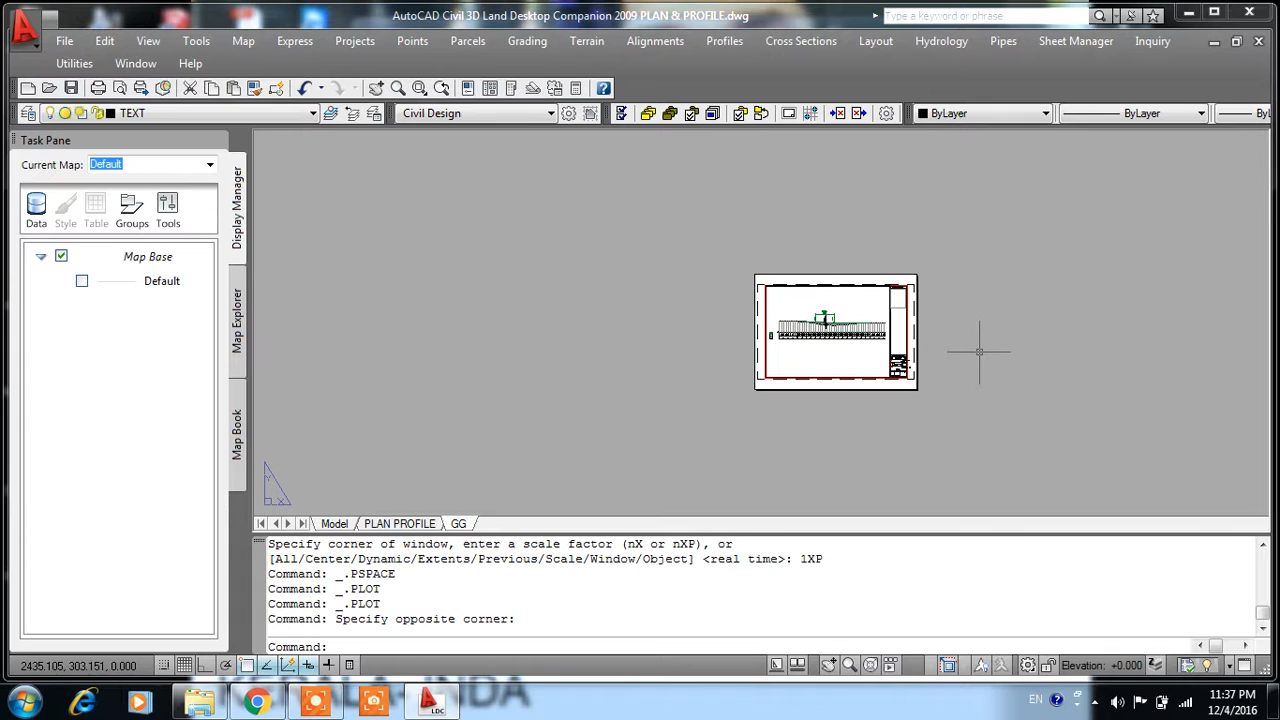 AutoCAD Civil 3D Land Desktop Companion 2009 PLAN & PROFILE.dwg
Type a keyword or phrase
File Edit View Tools Map Express Projects Points Parcels Grading Terrain Alignments Profiles Cross Sections Layout Hydrology Pipes Sheet Manager Inquiry
Utilities Window Help
TEXT Civil Design ByLayer ByLayer
Task Pane
Current Map: Default
Data Style Table Groups Tools
Map Base
Default
Display Manager
Map Explorer
Map Book
Model PLAN PROFILE GG
Specify corner of window, enter a scale factor (nX or nXP), or
[All/Center/Dynamic/Extents/Previous/Scale/Window/Object] <real time>: 1XP
Command: _.PSPACE
Command: _.PLOT
Command: _.PLOT
Command: Specify opposite corner:
Command:
2435.105, 303.151, 0.000
Elevation: +0.000
LDC
EN
11:37 PM
12/4/2016